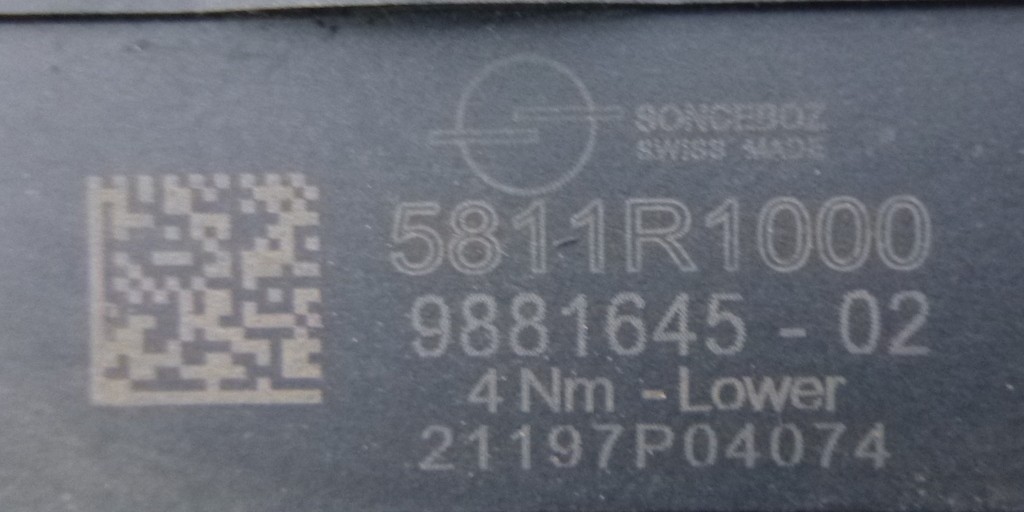 SONCEBOZ
SWISS MADE
5811R1000
9881645 - 02
4 Nm - Lower
21197P04074